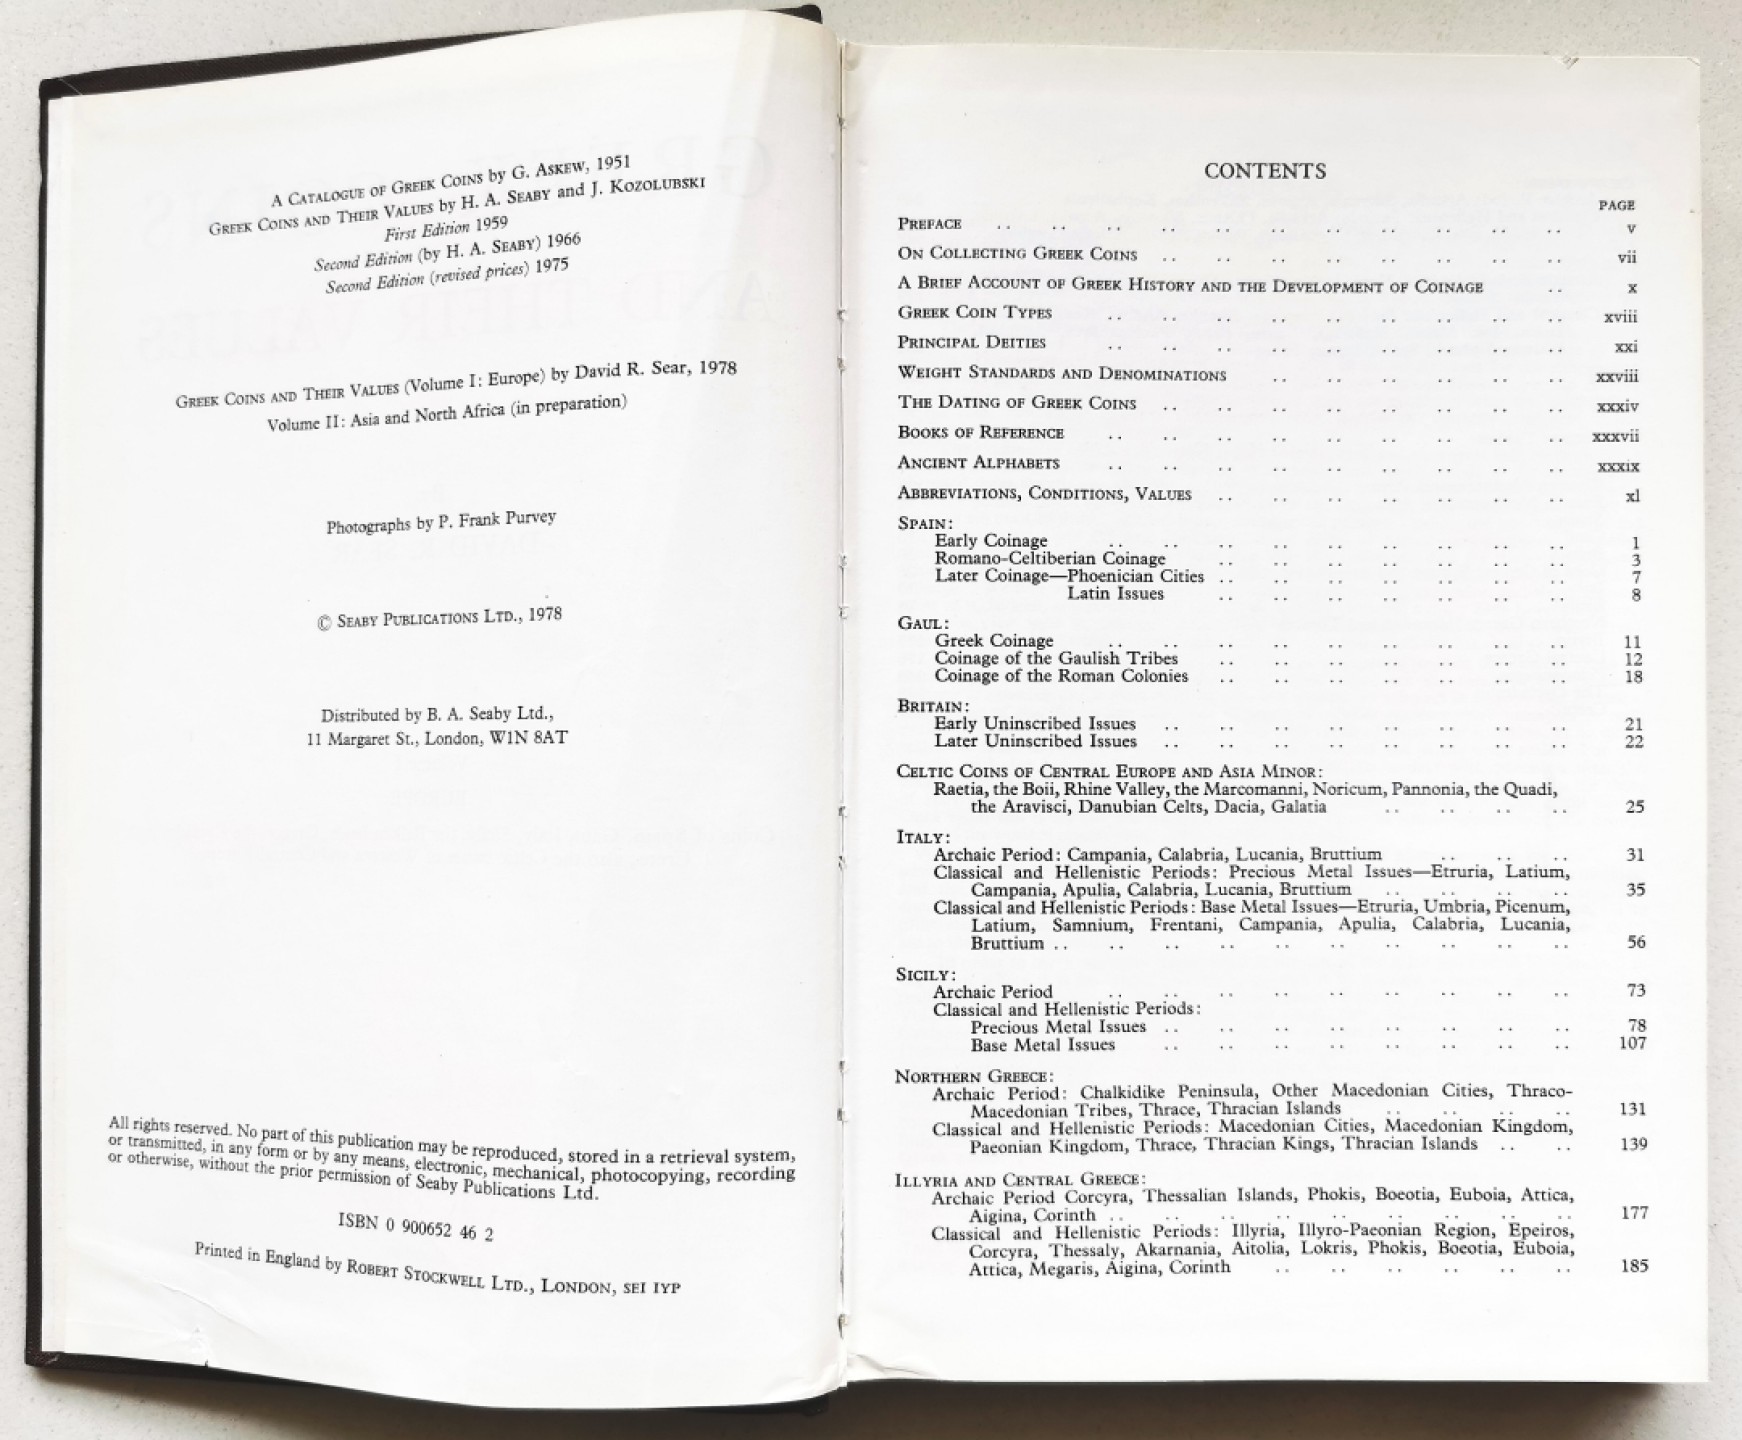 A Catalogue of Greek Coins by G. Askew, 1951
Greek Coins and Their Values by H. A. Seaby and J. Kozolubski
First Edition 1959
Second Edition (by H. A. Seaby) 1966
Second Edition (revised prices) 1975
Greek Coins and Their Values (Volume I: Europe) by David R. Sear, 1978
Volume II: Asia and North Africa (in preparation)
Photographs by P. Frank Purvey
© Seaby Publications Ltd., 1978
Distributed by B. A. Seaby Ltd.,
11 Margaret St., London, W1N 8AT
All rights reserved. No part of this publication may be reproduced, stored in a retrieval system,
or transmitted, in any form or by any means, electronic, mechanical, photocopying, recording
or otherwise, without the prior permission of Seaby Publications Ltd.
ISBN 0 900652 46 2
Printed in England by Robert Stockwell Ltd., London, SE1 1YP
CONTENTS
PAGE
Preface .. .. .. .. .. .. .. .. .. .. .. v
On Collecting Greek Coins .. .. .. .. .. .. .. .. vii
A Brief Account of Greek History and the Development of Coinage .. x
Greek Coin Types .. .. .. .. .. .. .. .. .. xviii
Principal Deities .. .. .. .. .. .. .. .. .. xxi
Weight Standards and Denominations .. .. .. .. .. .. xxviii
The Dating of Greek Coins .. .. .. .. .. .. .. .. xxxiv
Books of Reference .. .. .. .. .. .. .. .. .. xxxvii
Ancient Alphabets .. .. .. .. .. .. .. .. .. xxxix
Abbreviations, Conditions, Values .. .. .. .. .. .. .. xl
Spain:
Early Coinage .. .. .. .. .. .. .. .. .. 1
Romano-Celtiberian Coinage .. .. .. .. .. .. .. 3
Later Coinage—Phoenician Cities .. .. .. .. .. .. .. 7
Latin Issues .. .. .. .. .. .. .. 8
Gaul:
Greek Coinage .. .. .. .. .. .. .. .. .. 11
Coinage of the Gaulish Tribes .. .. .. .. .. .. .. 12
Coinage of the Roman Colonies .. .. .. .. .. .. .. 18
Britain:
Early Uninscribed Issues .. .. .. .. .. .. .. .. 21
Later Uninscribed Issues .. .. .. .. .. .. .. .. 22
Celtic Coins of Central Europe and Asia Minor:
Raetia, the Boii, Rhine Valley, the Marcomanni, Noricum, Pannonia, the Quadi,
the Aravisci, Danubian Celts, Dacia, Galatia .. .. .. .. 25
Italy:
Archaic Period: Campania, Calabria, Lucania, Bruttium .. .. .. 31
Classical and Hellenistic Periods: Precious Metal Issues—Etruria, Latium,
Campania, Apulia, Calabria, Lucania, Bruttium .. .. .. .. 35
Classical and Hellenistic Periods: Base Metal Issues—Etruria, Umbria, Picenum,
Latium, Samnium, Frentani, Campania, Apulia, Calabria, Lucania,
Bruttium .. .. .. .. .. .. .. .. .. .. 56
Sicily:
Archaic Period .. .. .. .. .. .. .. .. .. 73
Classical and Hellenistic Periods:
Precious Metal Issues .. .. .. .. .. .. .. .. 78
Base Metal Issues .. .. .. .. .. .. .. .. 107
Northern Greece:
Archaic Period: Chalkidike Peninsula, Other Macedonian Cities, Thraco-
Macedonian Tribes, Thrace, Thracian Islands .. .. .. .. 131
Classical and Hellenistic Periods: Macedonian Cities, Macedonian Kingdom,
Paeonian Kingdom, Thrace, Thracian Kings, Thracian Islands .. .. 139
Illyria and Central Greece:
Archaic Period Corcyra, Thessalian Islands, Phokis, Boeotia, Euboia, Attica,
Aigina, Corinth .. .. .. .. .. .. .. .. .. 177
Classical and Hellenistic Periods: Illyria, Illyro-Paeonian Region, Epeiros,
Corcyra, Thessaly, Akarnania, Aitolia, Lokris, Phokis, Boeotia, Euboia,
Attica, Megaris, Aigina, Corinth .. .. .. .. .. .. 185